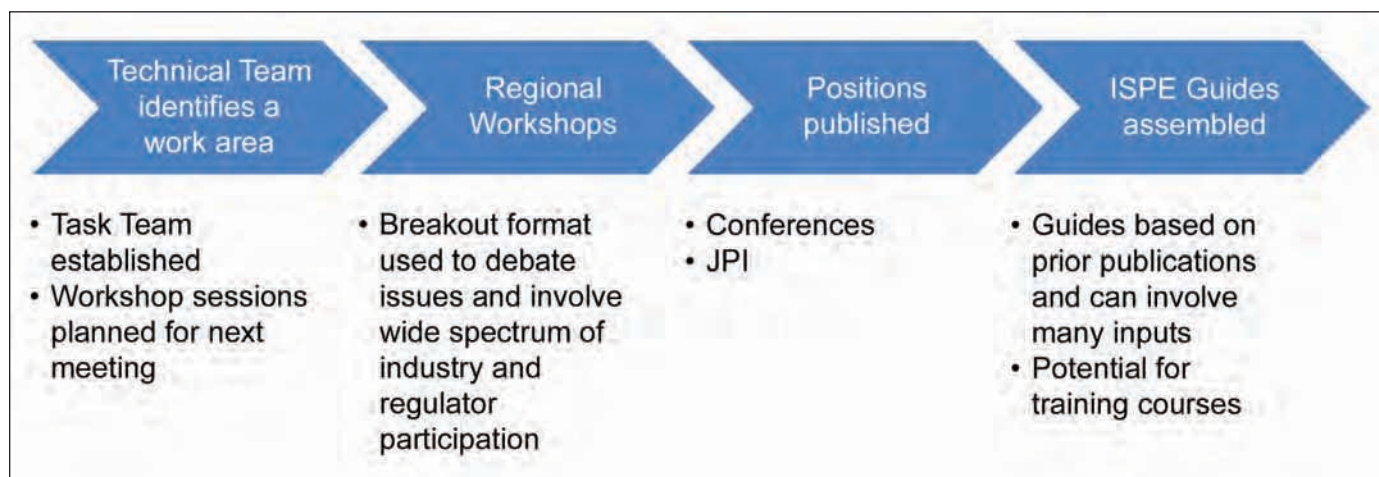 Technical Team
identifies a
work area
Regional
Workshops
Positions
published
ISPE Guides
assembled
• Task Team
established
• Workshop sessions
planned for next
meeting
• Breakout format
used to debate
issues and involve
wide spectrum of
industry and
regulator
participation
• Conferences
• JPI
• Guides based on
prior publications
and can involve
many inputs
• Potential for
training courses